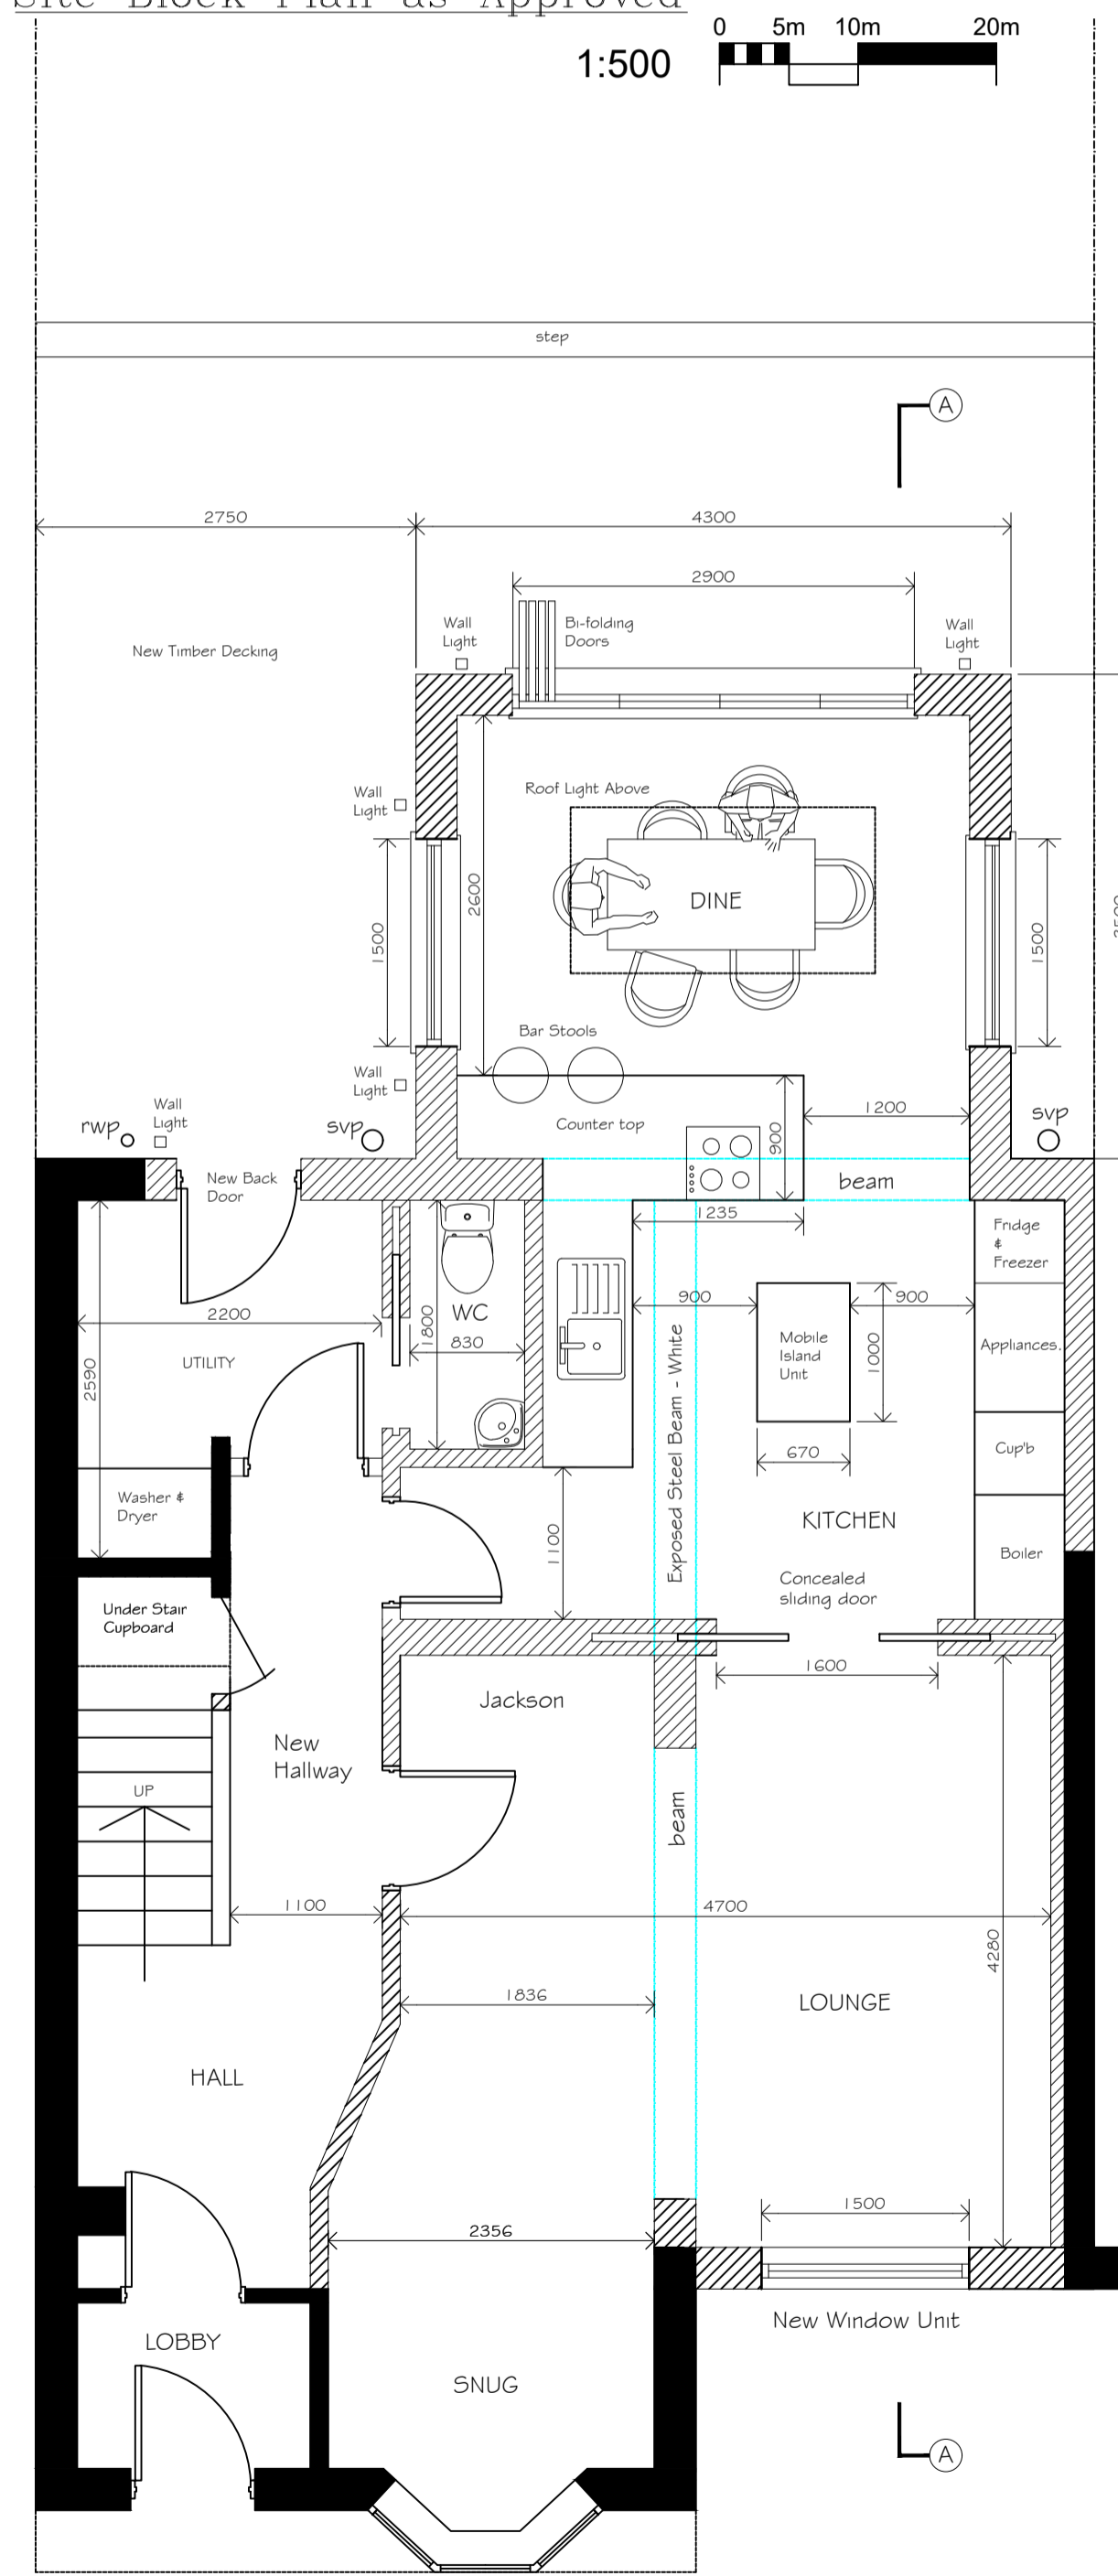 Site Block Plan as Approved
0 5m 10m 20m
1:500
step
A
2750
4300
2900
Wall
Light
Bi-folding
Doors
Wall
Light
New Timber Decking
Roof Light Above
Wall
Light
DINE
2600
1500
1500
Bar Stools
Wall
Light
Counter top
1200
900
rwp
Wall
Light
svp
svp
New Back
Door
beam
1235
Fridge
&
Freezer
WC
1800
830
2200
UTILITY
2590
900
900
Mobile
Island
Unit
1000
Appliances.
670
Exposed Steel Beam - White
Cup'b
Washer &
Dryer
KITCHEN
1100
Boiler
Concealed
sliding door
Under Stair
Cupboard
1600
Jackson
New
Hallway
UP
beam
1100
4700
4280
1836
LOUNGE
HALL
1500
2356
New Window Unit
LOBBY
SNUG
A